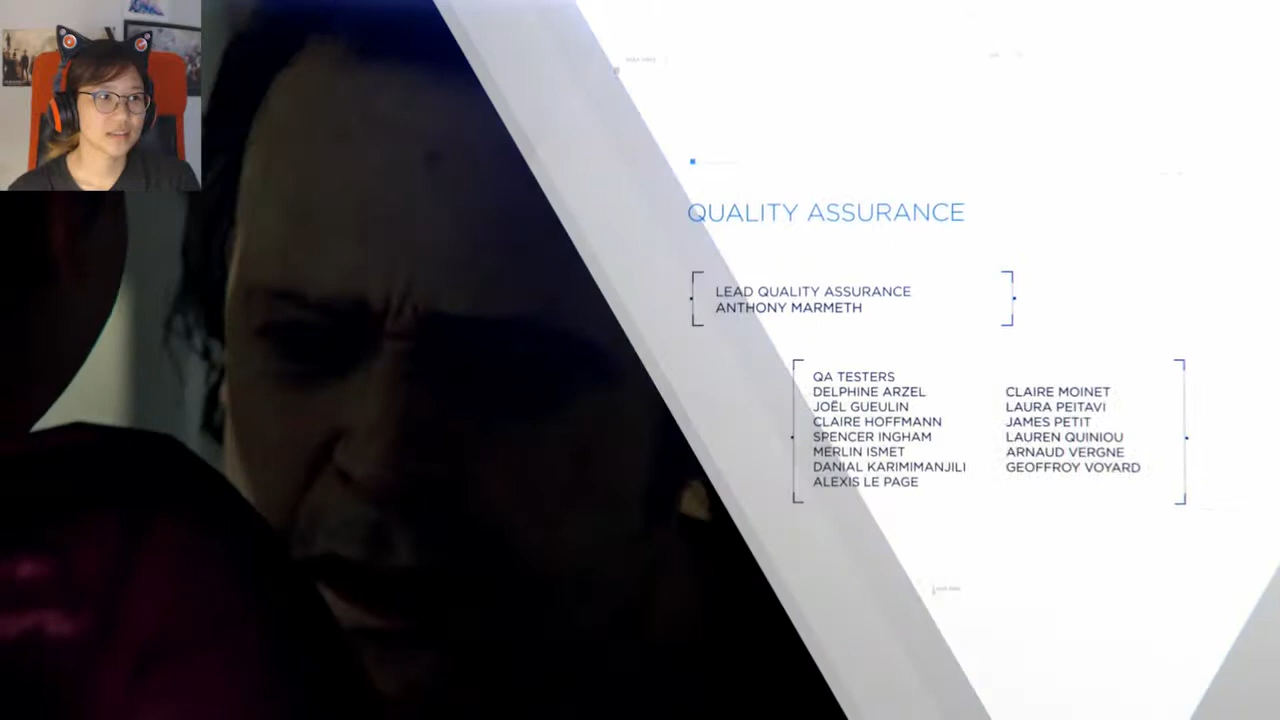 QUALITY ASSURANCE
LEAD QUALITY ASSURANCE
ANTHONY MARMETH
QA TESTERS
DELPHINE ARZEL
JOËL GUEULIN
CLAIRE HOFFMANN
SPENCER INGHAM
MERLIN ISMET
DANIAL KARIMIMANJILI
ALEXIS LE PAGE
CLAIRE MOINET
LAURA PEITAVI
JAMES PETIT
LAUREN QUINIOU
ARNAUD VERGNE
GEOFFROY VOYARD